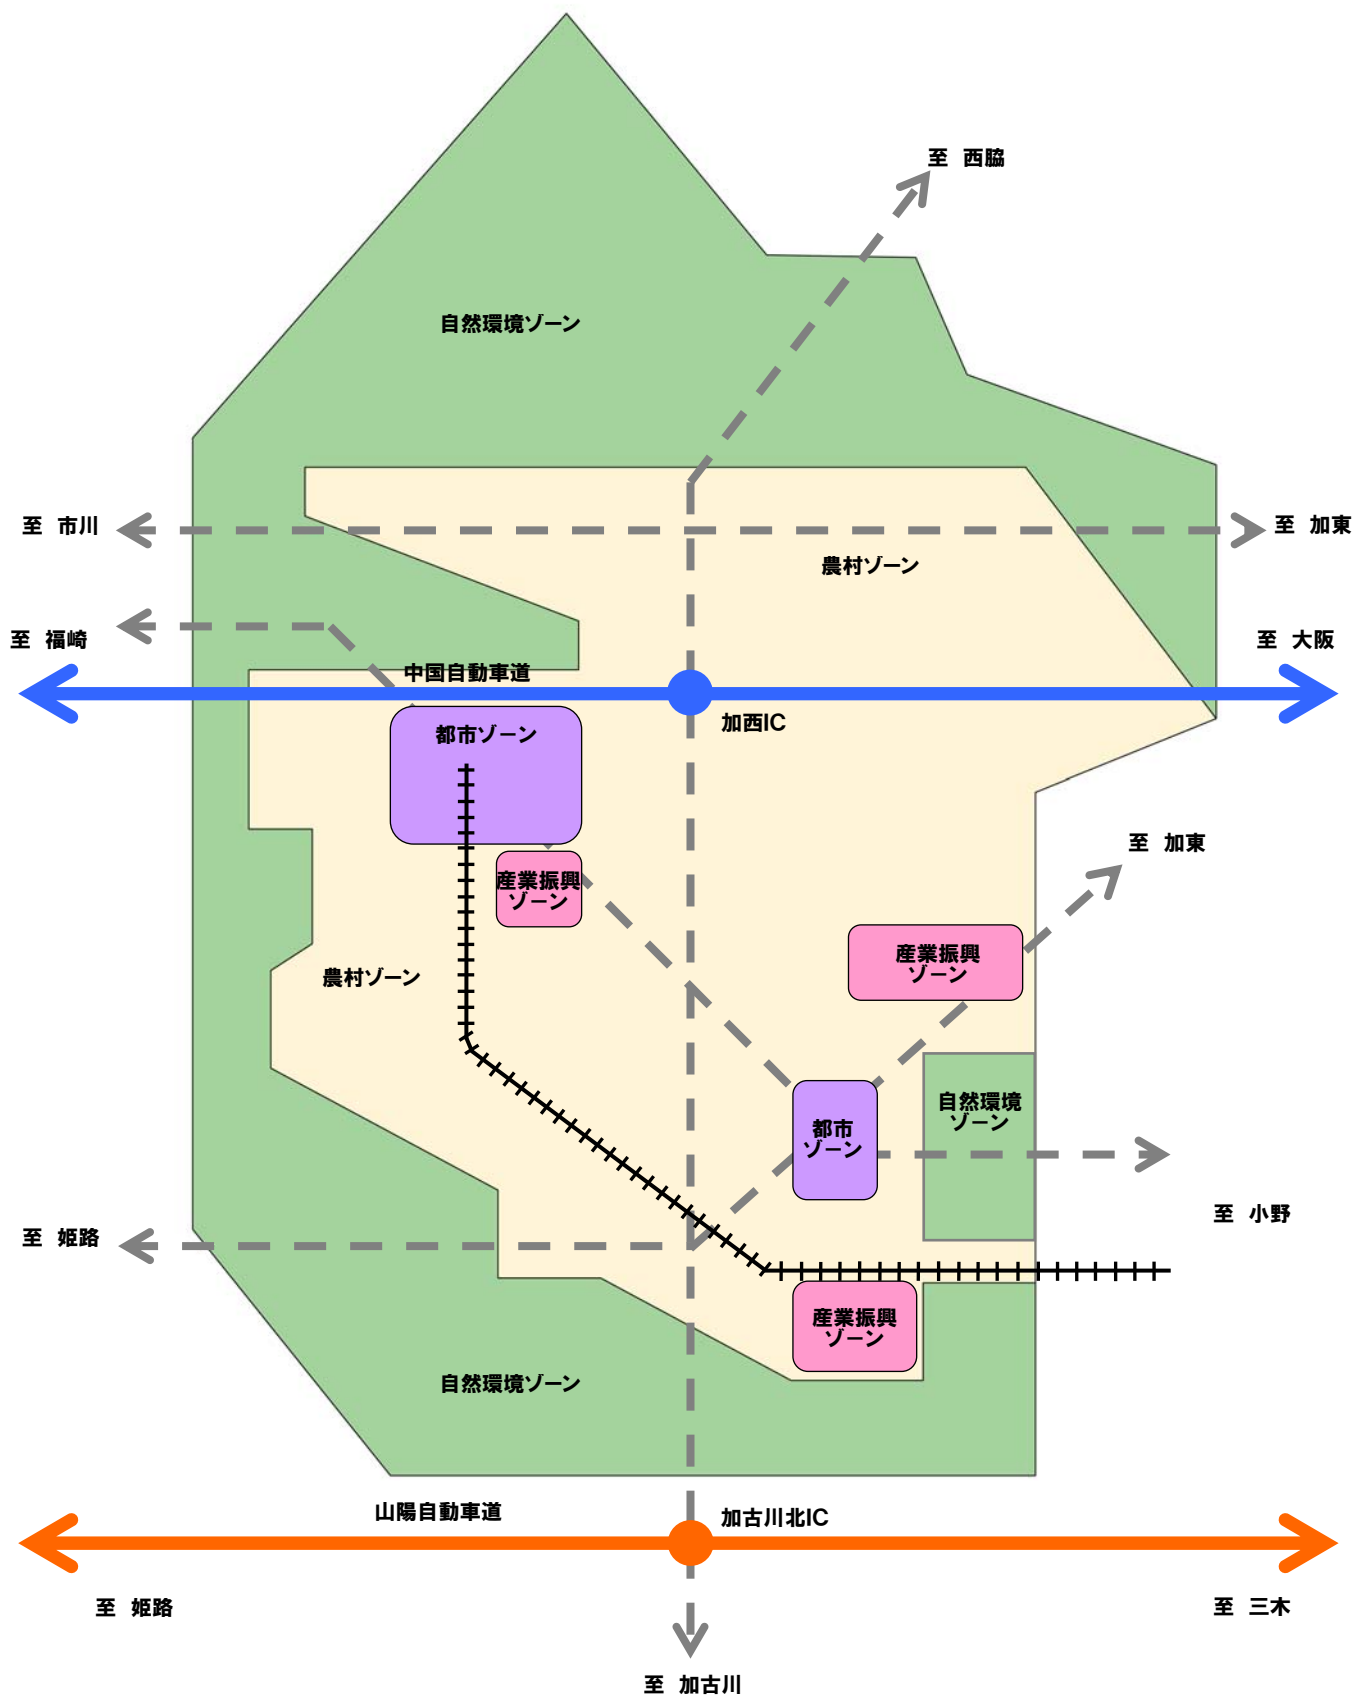 至 西脇
自然環境ゾーン
至 市川
至 加東
農村ゾーン
至 福崎
至 大阪
中国自動車道
加西IC
都市ゾーン
至 加東
産業振興
ゾーン
産業振興
ゾーン
農村ゾーン
自然環境
ゾーン
都市
ゾーン
至 小野
至 姫路
産業振興
ゾーン
自然環境ゾーン
山陽自動車道
加古川北IC
至 姫路
至 三木
至 加古川